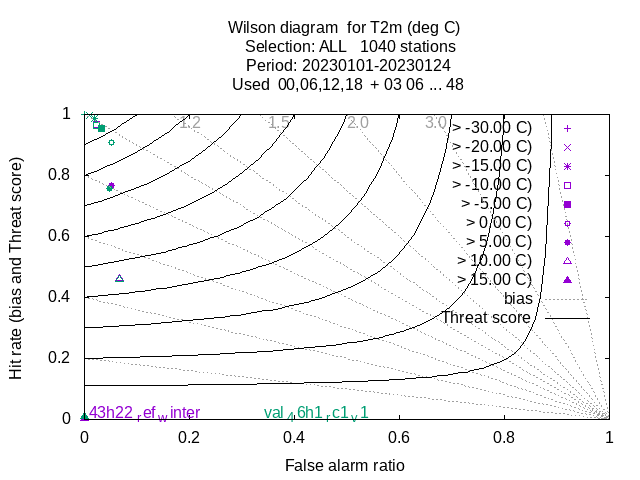 Wilson diagram for T2m (deg C)
Selection: ALL 1040 stations
Period: 20230101-20230124
Used 00,06,12,18 + 03 06 ... 48
1
0.8
0.6
0.4
0.2
0
0
0.2
0.4
0.6
0.8
1
Hit rate (bias and Threat score)
False alarm ratio
1.2
1.5
2.0
3.0
> -30.00 C)
> -20.00 C)
> -15.00 C)
> -10.00 C)
> -5.00 C)
> 0.00 C)
> 5.00 C)
> 10.00 C)
> 15.00 C)
bias
Threat score
43h22refwinter
val46h1rc1v1